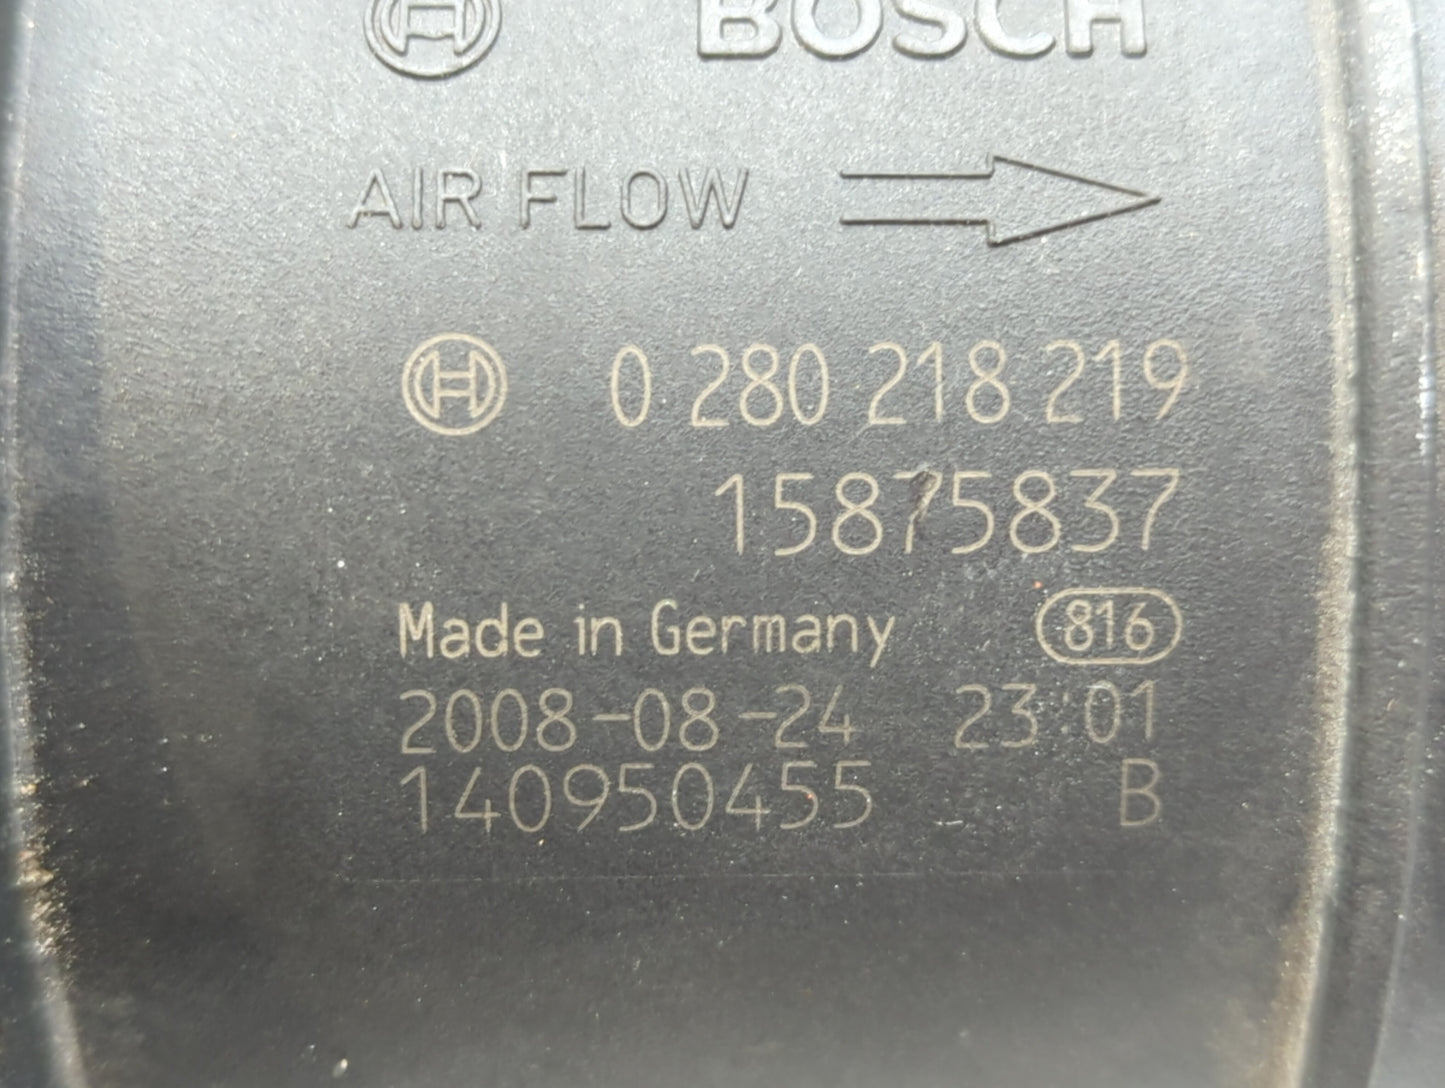 BOSCH
AIR FLOW
0 280 218 219
15875837
Made in Germany 816
2008-08-24 23:01
140950455 B